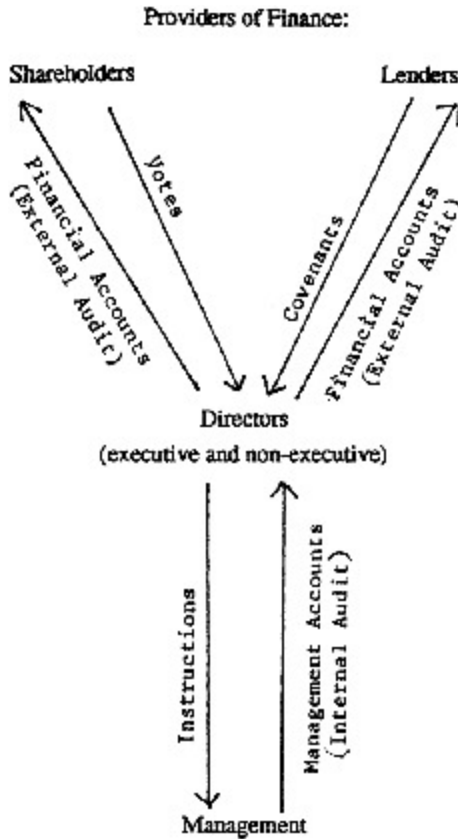 Providers of Finance:
Shareholders
Lenders
Votes
Financial Accounts
(External Audit)
Covenants
Financial Accounts
(External Audit)
Directors
(executive and non-executive)
Instructions
Management Accounts
(Internal Audit)
Management